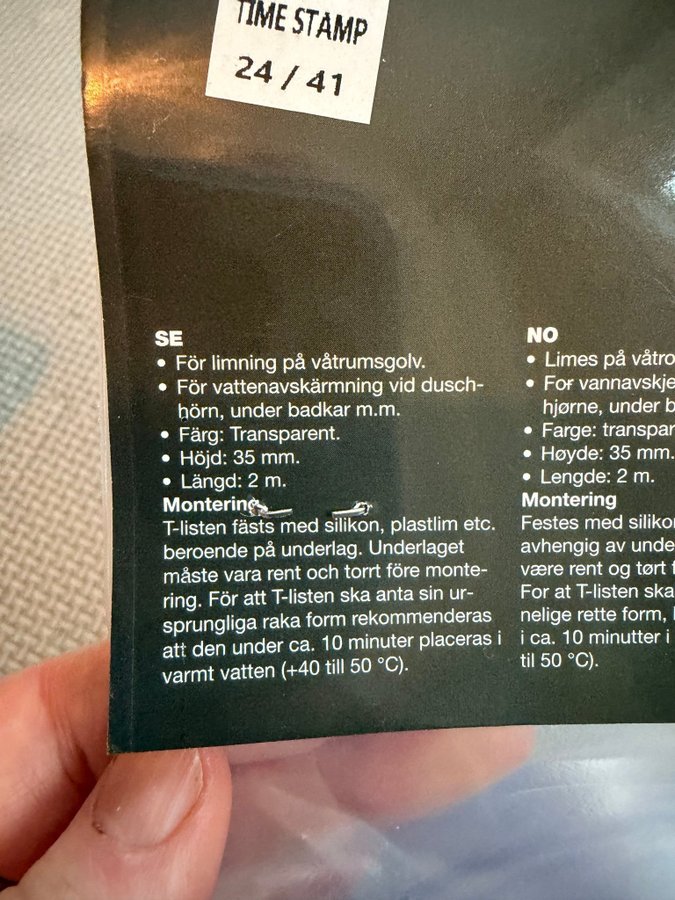 TIME STAMP
24 / 41
SE
• För limning på våtrumsgolv.
• För vattenavskärmning vid dusch-
hörn, under badkar m.m.
• Färg: Transparent.
• Höjd: 35 mm.
• Längd: 2 m.
Montering
T-listen fästs med silikon, plastlim etc.
beroende på underlag. Underlaget
måste vara rent och torrt före monte-
ring. För att T-listen ska anta sin ur-
sprungliga raka form rekommenderas
att den under ca. 10 minuter placeras i
varmt vatten (+40 till 50 °C).
NO
• Limes på våtro
• For vannavskje
hjørne, under b
• Farge: transpar
• Høyde: 35 mm.
• Lengde: 2 m.
Montering
Festes med siliko
avhengig av unde
være rent og tørt f
For at T-listen ska
nelige rette form,
i ca. 10 minutter i
til 50 °C).